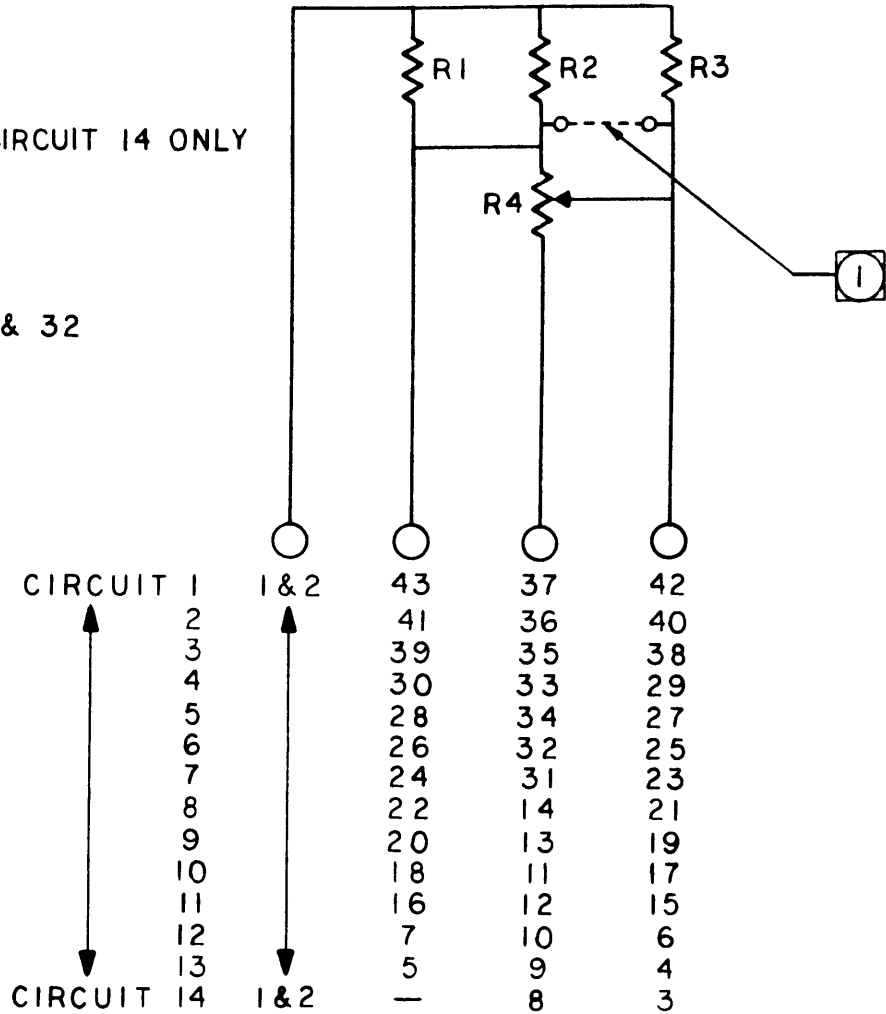 R1 R2 R3
IRCUIT 14 ONLY
R4
1
& 32
CIRCUIT 1 1&2 43 37 42
2 41 36 40
3 39 35 38
4 30 33 29
5 28 34 27
6 26 32 25
7 24 31 23
8 22 14 21
9 20 13 19
10 18 11 17
11 16 12 15
12 7 10 6
13 5 9 4
CIRCUIT 14 1&2 — 8 3